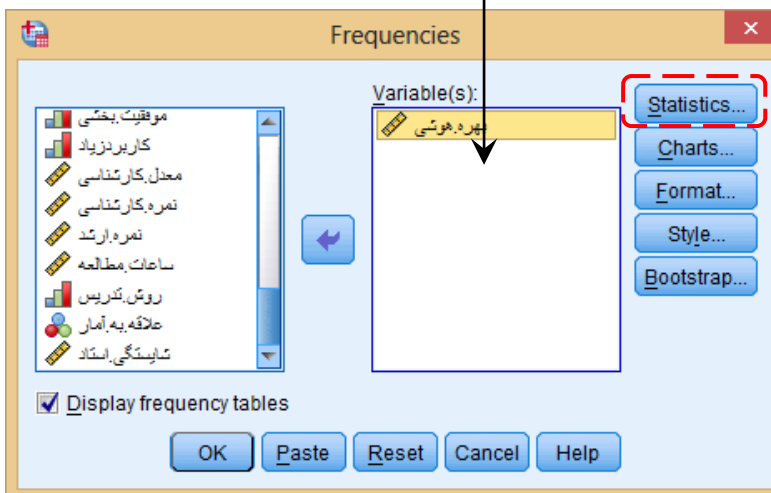 Frequencies
Variable(s):
موفقیت.بخشی
کاربردزیاد
معدل.کارشناسی
نمره.کارشناسی
نمره.ارشد
ساعات.مطالعه
روش.تدریس
علاقه.به.آمار
شایستگی.استاد
بهره.هوشی
Statistics...
Charts...
Format...
Style...
Bootstrap...
Display frequency tables
OK Paste Reset Cancel Help